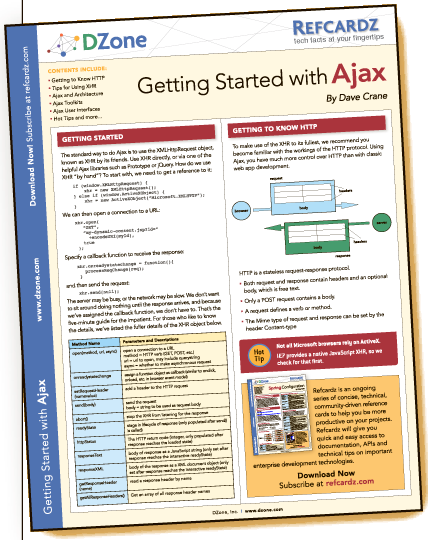 DZone
REFCARDZ
tech facts at your fingertips
CONTENTS INCLUDE:
• Getting to Know HTTP
• Tips for Using XHR
• Ajax and Architecture
• Ajax Toolkits
• Ajax User Interfaces
• Hot Tips and more...
Getting Started with Ajax
By Dave Crane
Download Now! Subscribe at refcardz.com
www.dzone.com
Getting Started with Ajax
GETTING STARTED
The standard way to do Ajax is to use the XMLHttpRequest object,
known as XHR by its friends. Use XHR directly, or via one of the
helpful Ajax libraries such as Prototype or jQuery. How do we use
XHR "by hand"? To start with, we need to get a reference to it:
if (window.XMLHttpRequest) {
xhr = new XMLHttpRequest();
} else if (window.ActiveXObject) {
xhr = new ActiveXObject("Microsoft.XMLHTTP");
}
We can then open a connection to a URL:
xhr.open(
"GET",
"my-dynamic-content.jsp?id="
+encodeURI(myId),
true
);
Specify a callback function to receive the response:
xhr.onreadystatechange = function(){
processReqChange(req);
}
and then send the request:
xhr.send(null);
The server may be busy, or the network may be slow. We don't want
to sit around doing nothing until the response arrives, and because
we've assigned the callback function, we don't have to. That's the
five-minute guide for the impatient. For those who like to know
the details, we've listed the fuller details of the XHR object below.
Method Name
Parameters and Descriptions
open(method, url, async)
open a connection to a URL
method = HTTP verb (GET, POST, etc.)
url = url to open, may include querystring
async = whether to make asynchronous request
onreadystatechange
assign a function object as callback (similar to onclick,
onload, etc. in browser event model)
setRequestHeader
(namevalue)
add a header to the HTTP request
send(body)
send the request
body = string to be used as request body
abort()
stop the XHR from listening for the response
readyState
stage in lifecycle of response (only populated after send()
is called)
httpStatus
The HTTP return code (integer, only populated after
response reaches the loaded state)
responseText
body of response as a JavaScript string (only set after
response reaches the interactive readyState)
responseXML
body of the response as a XML document object (only
set after response reaches the interactive readyState)
getResponseHeader
(name)
read a response header by name
getAllResponseHeaders()
Get an array of all response header names
GETTING TO KNOW HTTP
To make use of the XHR to its fullest, we recommend you
become familiar with the workings of the HTTP protocol. Using
Ajax, you have much more control over HTTP than with classic
web app development.
request
headers
browser
body
server
headers
body
response
HTTP is a stateless request-response protocol.
• Both request and response contain headers and an optional
body, which is free text.
• Only a POST request contains a body.
• A request defines a verb or method.
• The Mime type of request and response can be set by the
header Content-type
Hot
Tip
Not all Microsoft browsers rely on ActiveX.
IE7 provides a native JavaScript XHR, so we
check for that first.
Spring Configuration
Refcardz is an ongoing
series of concise, technical,
community-driven reference
cards to help you be more
productive on your projects.
Refcardz will give you
quick and easy access to
documentation, APIs and
technical tips on important
enterprise development technologies.
Download Now
Subscribe at refcardz.com
DZone, Inc. | www.dzone.com